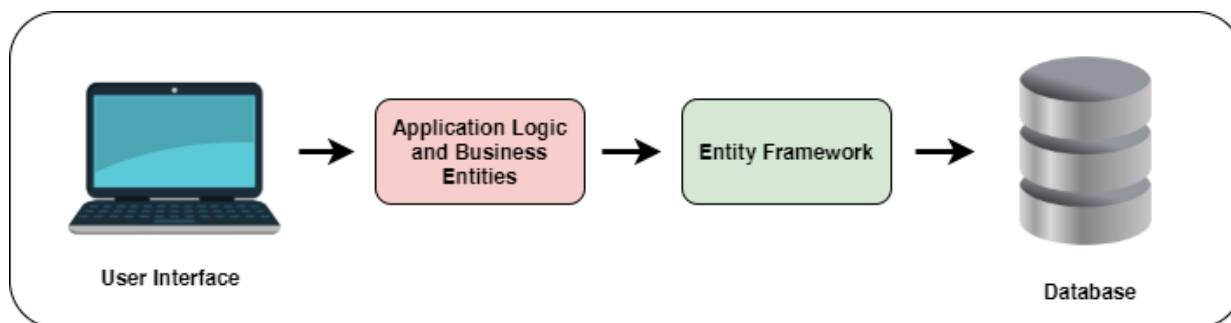 Application Logic
and Business
Entities
Entity Framework
User Interface
Database